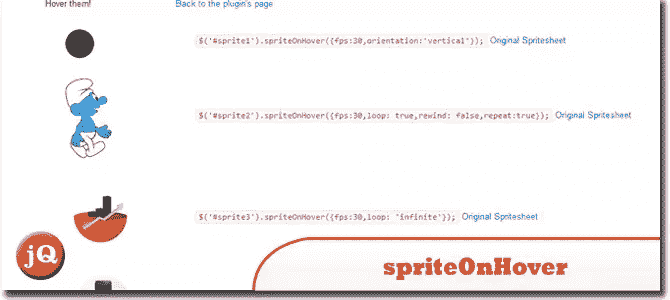 Hover them!
Back to the plugin's page
$('#sprite1').spriteOnHover({fps:30,orientation:'vertical'});
Original Spritesheet
$('#sprite2').spriteOnHover({fps:30,loop: true,rewind: false,repeat:true});
Original Spritesheet
$('#sprite3').spriteOnHover({fps:30,loop: 'infinite'});
Original Spritesheet
jQ
spriteOnHover